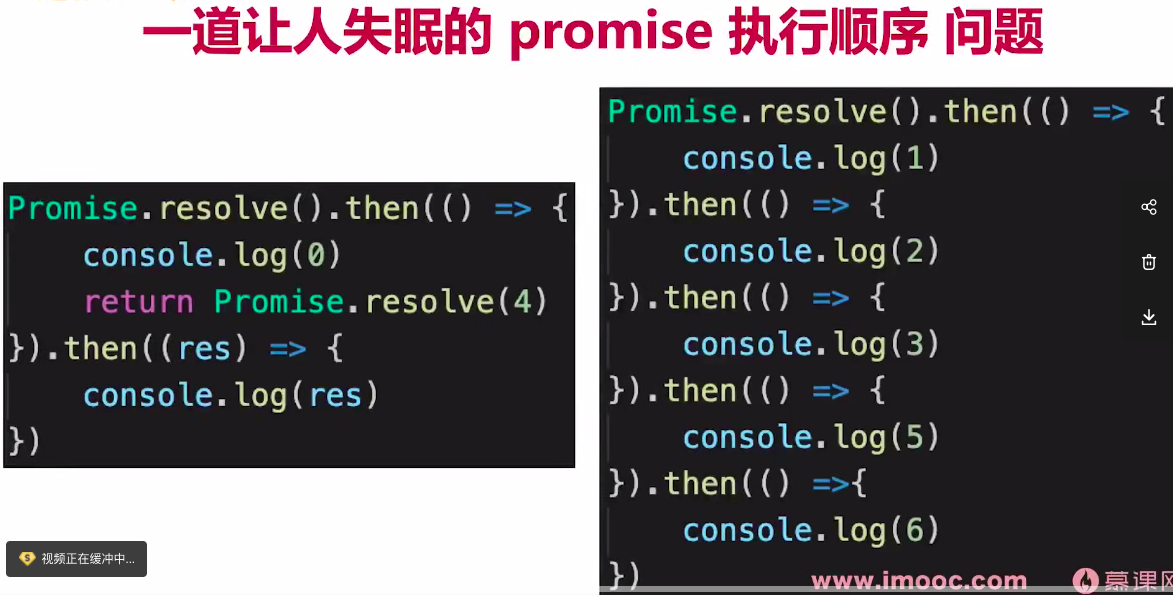 一道让人失眠的 promise 执行顺序 问题
Promise.resolve().then(() => {
    console.log(0)
    return Promise.resolve(4)
}).then((res) => {
    console.log(res)
})
Promise.resolve().then(() => {
    console.log(1)
}).then(() => {
    console.log(2)
}).then(() => {
    console.log(3)
}).then(() => {
    console.log(5)
}).then(() =>{
    console.log(6)
})
视频正在缓冲中...
www.imooc.com
慕课网